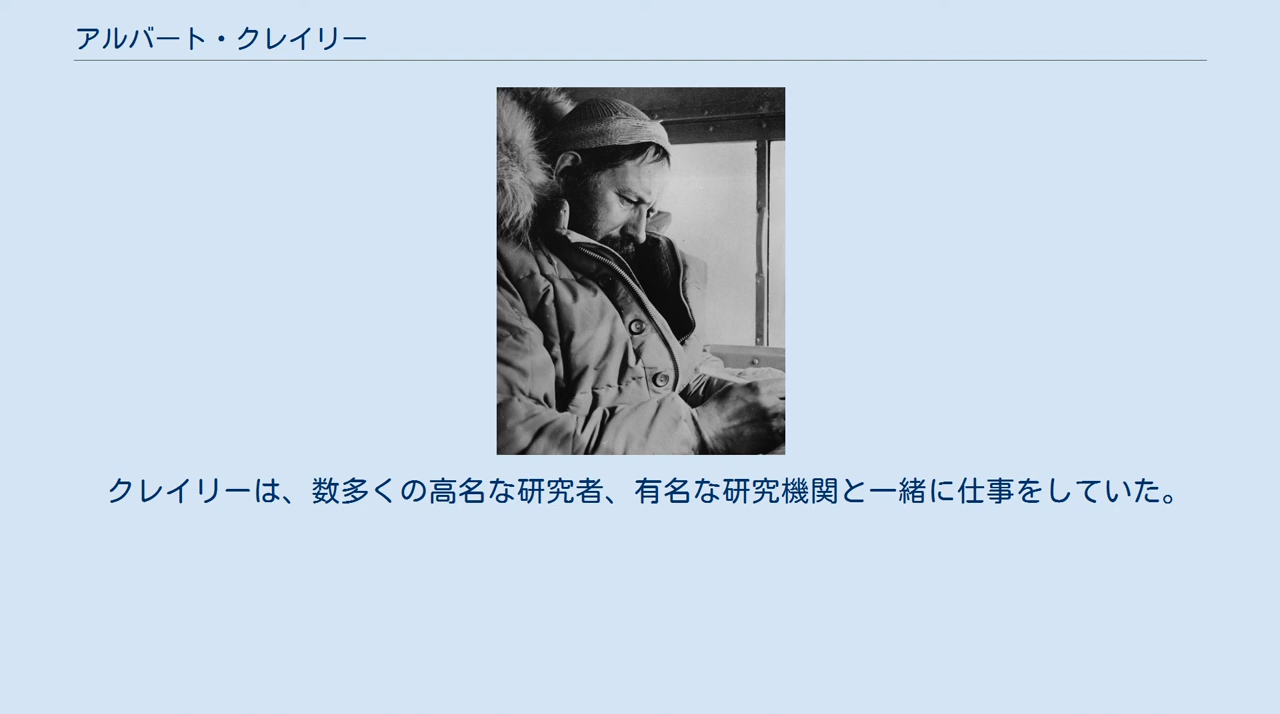 アルバート・クレイリー
クレイリーは、数多くの高名な研究者、有名な研究機関と一緒に仕事をしていた。